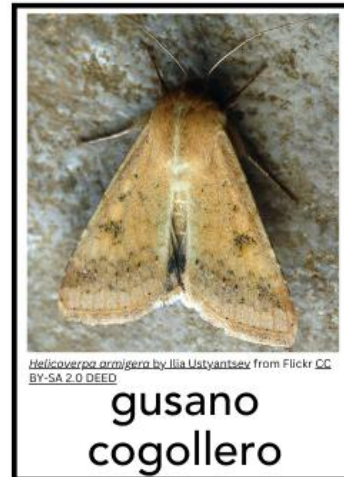 Helicoverpa armigera by Ilia Ustyantsev from Flickr CC
BY-SA 2.0 DEED
gusano
cogollero